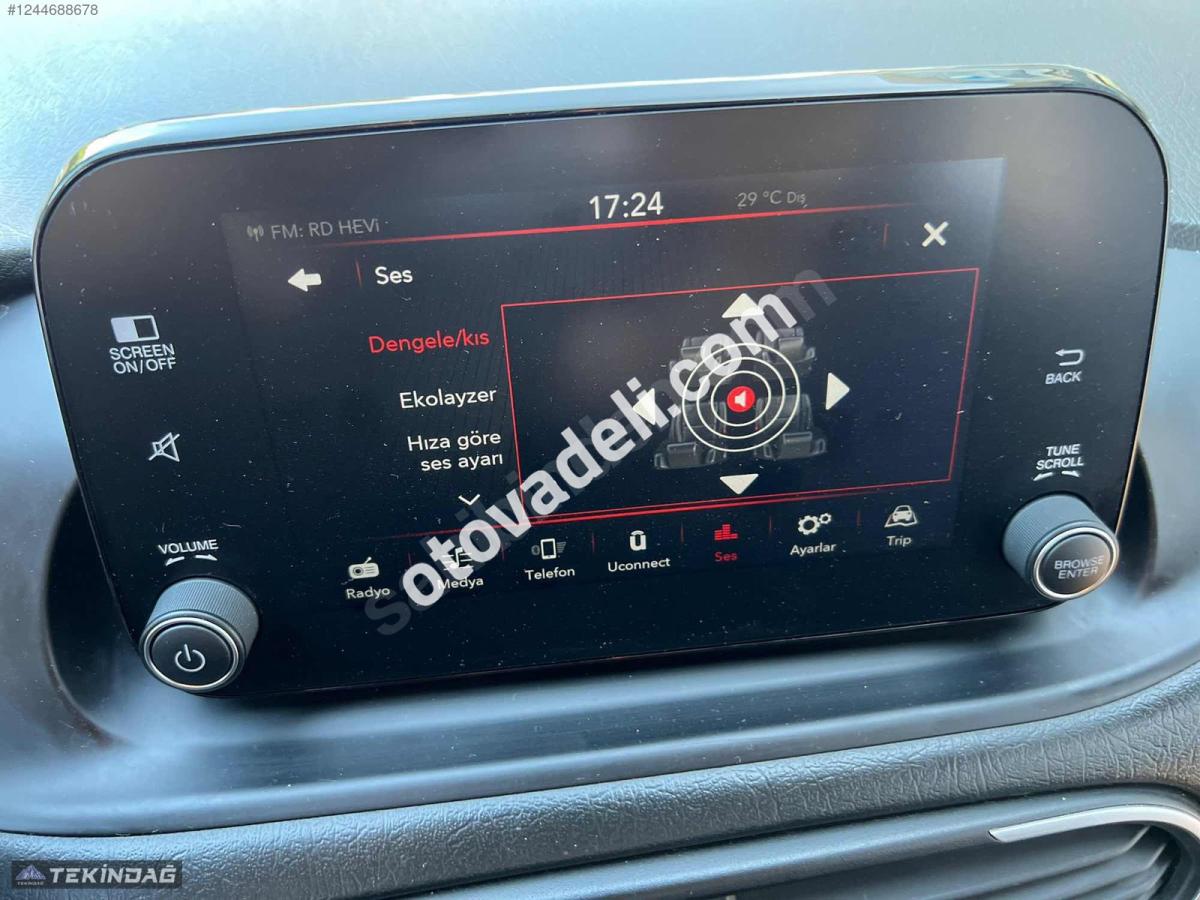 #1244688678
17:24
29 °C Dış
FM: RD HEVi
Ses
SCREEN
ON/OFF
Dengele/kıs
Ekolayzer
Hıza göre
ses ayarı
BACK
TUNE
SCROLL
VOLUME
Radyo
Medya
Telefon
Uconnect
Ses
Ayarlar
Trip
BROWSE
ENTER
otovadeli.com
TEKİNDAĞ